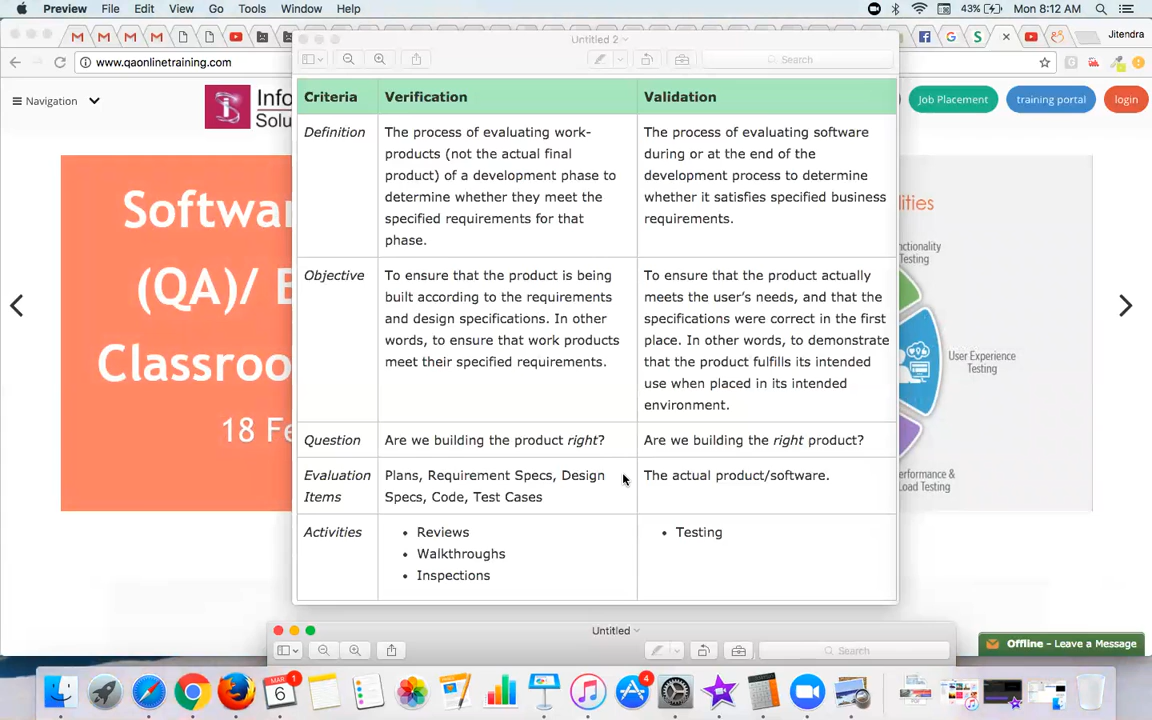 Preview File Edit View Go Tools Window Help 43% Mon 8:12 AM
Jitendra
www.qaonlinetraining.com
Untitled 2
Search
Navigation
Info
Solu
Job Placement training portal login
Softwar
(QA)/ B
Classroo
18 Fe
Criteria Verification Validation
Definition
The process of evaluating work-
products (not the actual final
product) of a development phase to
determine whether they meet the
specified requirements for that
phase.
The process of evaluating software
during or at the end of the
development process to determine
whether it satisfies specified business
requirements.
Objective
To ensure that the product is being
built according to the requirements
and design specifications. In other
words, to ensure that work products
meet their specified requirements.
To ensure that the product actually
meets the user’s needs, and that the
specifications were correct in the first
place. In other words, to demonstrate
that the product fulfills its intended
use when placed in its intended
environment.
Question
Are we building the product right?
Are we building the right product?
Evaluation
Items
Plans, Requirement Specs, Design
Specs, Code, Test Cases
The actual product/software.
Activities
• Reviews
• Walkthroughs
• Inspections
• Testing
ilities
nctionality
Testing
User Experience
Testing
erformance &
Load Testing
Untitled
Search
Offline – Leave a Message
MAR
6
1
4